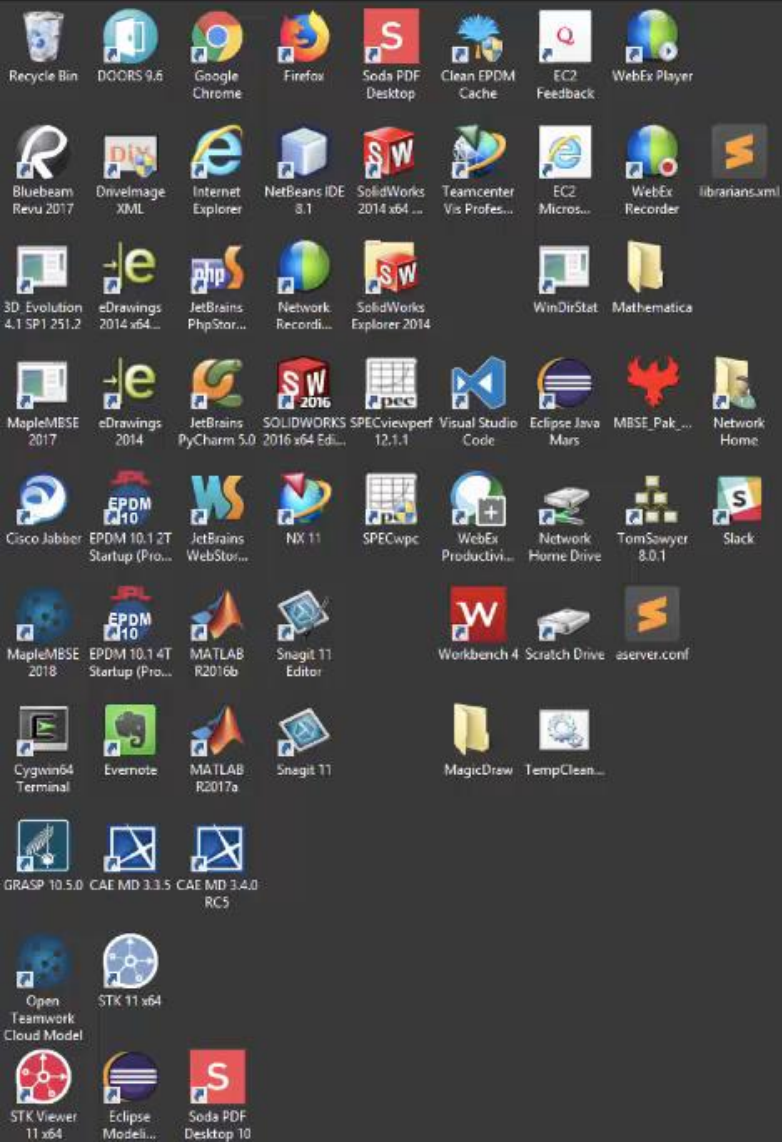 Recycle Bin
DOORS 9.6
Google
Chrome
Firefox
Soda PDF
Desktop
Clean EPDM
Cache
EC2
Feedback
WebEx Player
Bluebeam
Revu 2017
DriveImage
XML
Internet
Explorer
NetBeans IDE
8.1
SolidWorks
2014 x64 ...
Teamcenter
Vis Profes...
EC2
Micros...
WebEx
Recorder
librarians.xml
3D_Evolution
4.1 SP1 251.2
eDrawings
2014 x64...
JetBrains
PhpStor...
Network
Recordi...
SolidWorks
Explorer 2014
WinDirStat
Mathematica
MapleMBSE
2017
eDrawings
2014
JetBrains
PyCharm 5.0
SOLIDWORKS
2016 x64 Edi...
SPECviewperf
12.1.1
Visual Studio
Code
Eclipse Java
Mars
MBSE_Pak_...
Network
Home
Cisco Jabber
EPDM 10.1 2T
Startup (Pro...
JetBrains
WebStor...
NX 11
SPECwpc
WebEx
Productivi...
Network
Home Drive
TomSawyer
8.0.1
Slack
MapleMBSE
2018
EPDM 10.1 4T
Startup (Pro...
MATLAB
R2016b
Snagit 11
Editor
Workbench 4
Scratch Drive
aserver.conf
Cygwin64
Terminal
Evernote
MATLAB
R2017a
Snagit 11
MagicDraw
TempClean...
GRASP 10.5.0
CAE MD 3.3.5
CAE MD 3.4.0
RC5
Open
Teamwork
Cloud Model
STK 11 x64
STK Viewer
11 x64
Eclipse
Modeli...
Soda PDF
Desktop 10